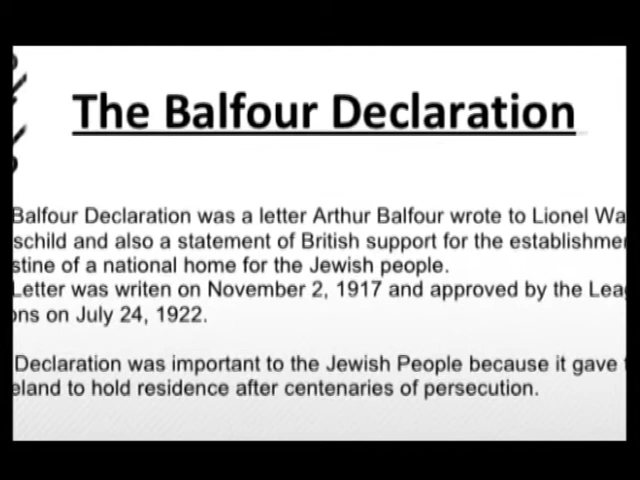 The Balfour Declaration
Balfour Declaration was a letter Arthur Balfour wrote to Lionel Wa
schild and also a statement of British support for the establishme
stine of a national home for the Jewish people.
Letter was writen on November 2, 1917 and approved by the Lea
ons on July 24, 1922.
Declaration was important to the Jewish People because it gave
eland to hold residence after centenaries of persecution.